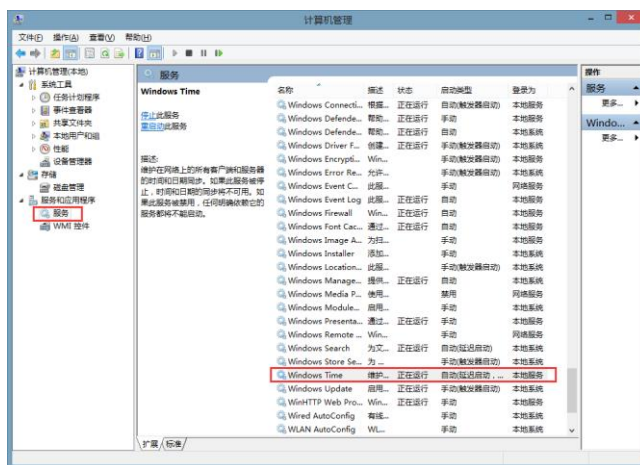 计算机管理
文件(F) 操作(A) 查看(V) 帮助(H)
计算机管理(本地)
系统工具
任务计划程序
事件查看器
共享文件夹
本地用户和组
性能
设备管理器
存储
磁盘管理
服务和应用程序
服务
WMI 控件
服务
Windows Time
停止此服务
重启动此服务
描述:
维护在网络上的所有客户端和服务器
的时间和日期同步。如果此服务被停
止，时间和日期的同步将不可用。如
果此服务被禁用，任何明确依赖它的
服务都将不能启动。
名称 描述 状态 启动类型 登录为
Windows Connecti... 根据... 正在运行 自动(触发器启动) 本地服务
Windows Defende... 帮助... 正在运行 手动 本地服务
Windows Defende... 帮助... 正在运行 自动 本地系统
Windows Driver F... 创建... 正在运行 手动(触发器启动) 本地系统
Windows Encrypti... Win... 手动(触发器启动) 本地服务
Windows Error Re... 允许... 手动(触发器启动) 本地系统
Windows Event C... 此服... 手动 网络服务
Windows Event Log 此服... 正在运行 自动 本地服务
Windows Firewall Win... 正在运行 自动 本地服务
Windows Font Cac... 通过... 正在运行 自动 本地服务
Windows Image A... 为扫... 手动 本地服务
Windows Installer 添加... 手动 本地系统
Windows Location... 此服... 手动(触发器启动) 本地系统
Windows Manage... 提供... 正在运行 自动 本地系统
Windows Media P... 使用... 禁用 网络服务
Windows Module... 启用... 手动 本地系统
Windows Presenta... 通过... 正在运行 手动 本地服务
Windows Remote ... Win... 手动 网络服务
Windows Search 为文... 正在运行 自动(延迟启动) 本地系统
Windows Store Se... 为 ... 手动(触发器启动) 本地系统
Windows Time 维护... 正在运行 自动(延迟启动，... 本地服务
Windows Update 启用... 正在运行 手动(触发器启动) 本地系统
WinHTTP Web Pro... Win... 正在运行 手动 本地服务
Wired AutoConfig 有线... 手动 本地系统
WLAN AutoConfig WL... 手动 本地系统
扩展 标准
操作
服务
更多...
Windo...
更多...